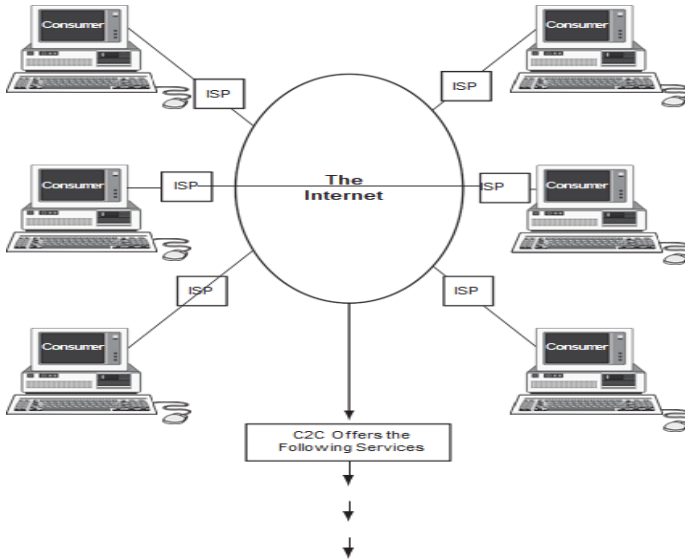 Consumer
Consumer
ISP
ISP
Consumer
ISP
The
Internet
ISP
Consumer
ISP
ISP
Consumer
Consumer
C2C Offers the
Following Services